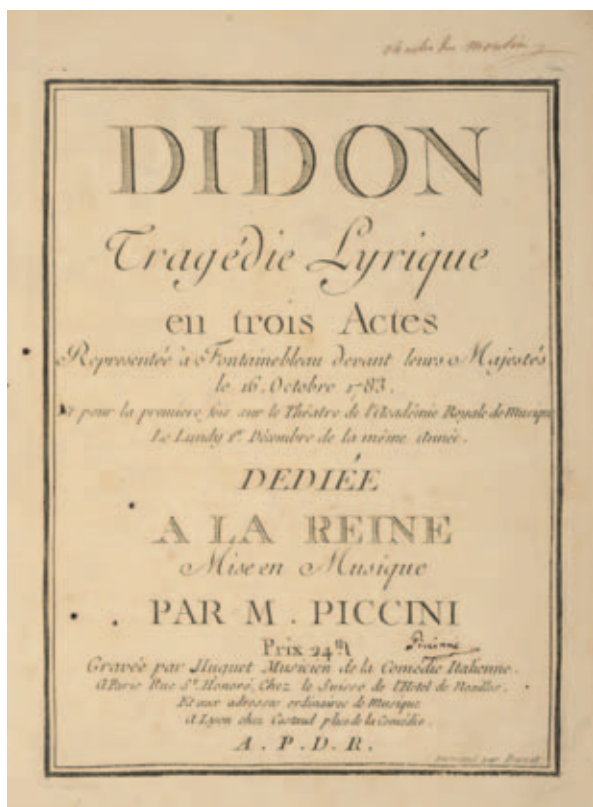 DIDON
Tragédie Lyrique
en trois Actes
Representée à Fontainebleau devant leurs Majestés
le 16. Octobre 1783.
Et pour la premiere fois sur le Théatre de l'Académie Royale de Musique
Le Lundy 1er. Décembre de la même Année.
DEDIÉE
A LA REINE
Mise en Musique
PAR M. PICCINI
Prix 24tt
Gravée par Huguet Musicien de la Comédie Italienne.
A Paris Rue St. Honoré, Chez le Suisse de l'Hotel de Noailles.
Et aux adresses ordinaires de Musique
A Lyon chez Castaud place de la Comédie.
A. P. D. R.
par